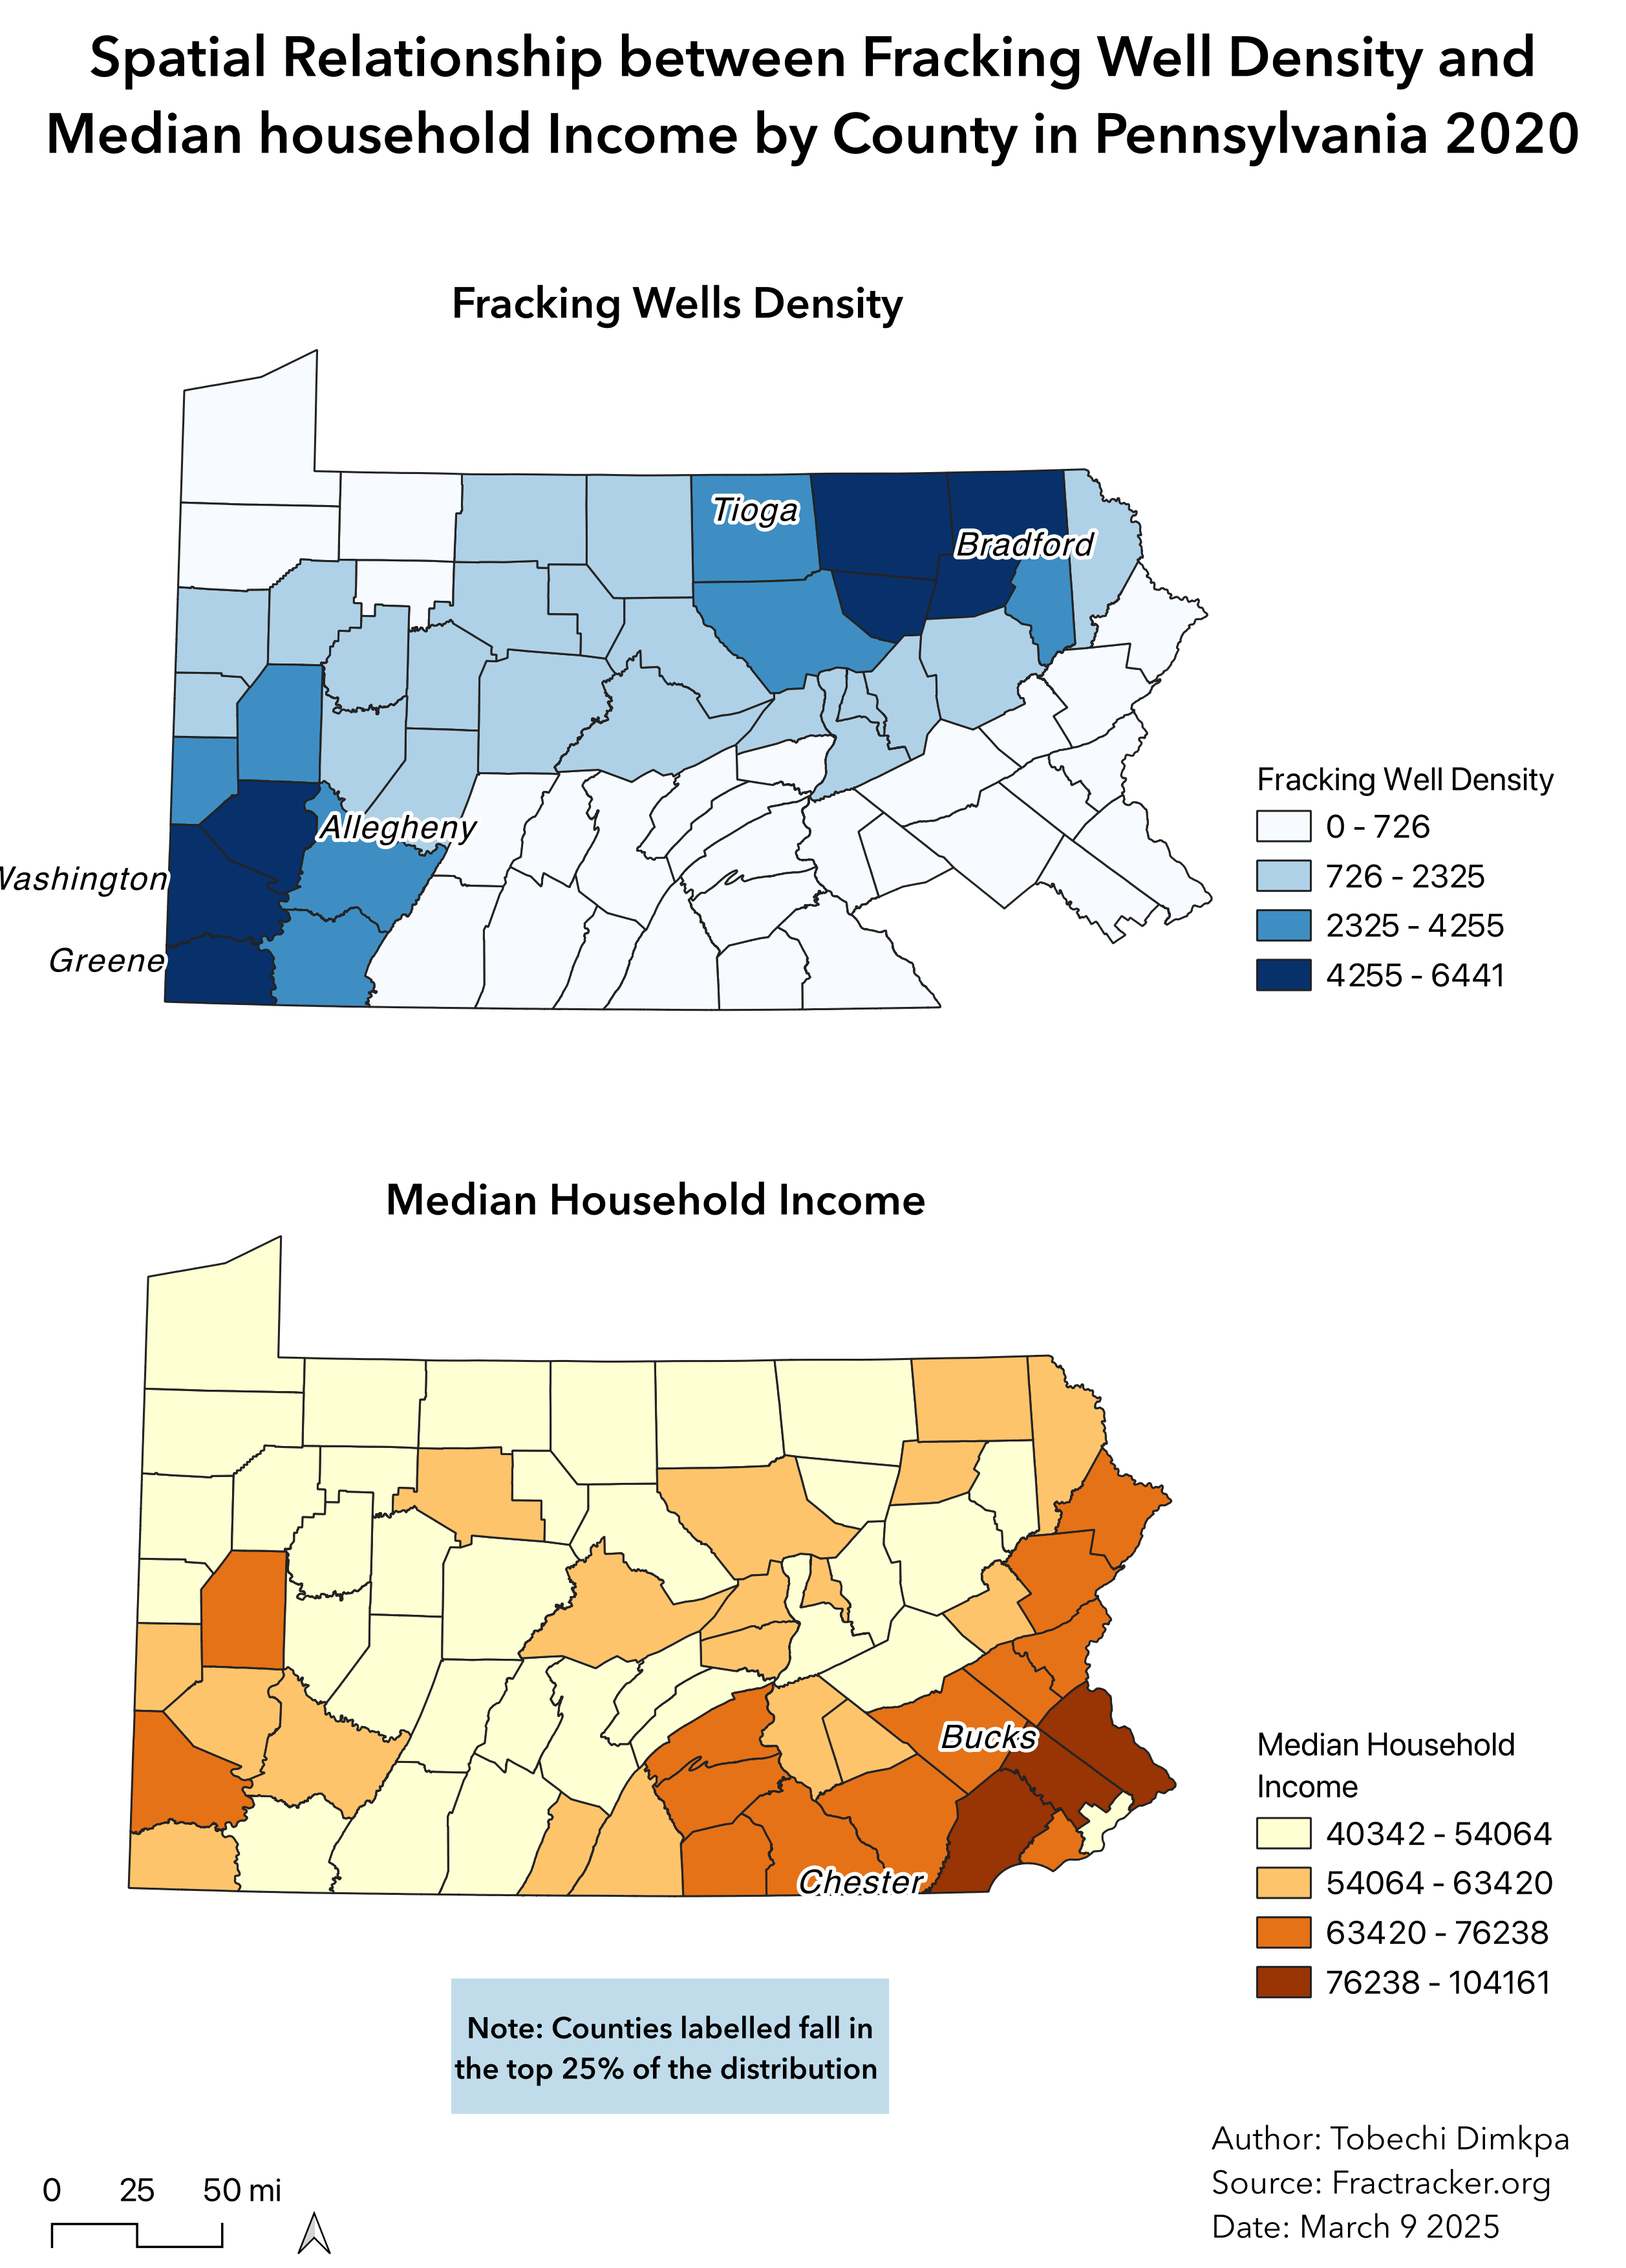 Spatial Relationship between Fracking Well Density and
Median household Income by County in Pennsylvania 2020
Fracking Wells Density
Tioga
Bradford
Allegheny
Washington
Greene
Fracking Well Density
0 - 726
726 - 2325
2325 - 4255
4255 - 6441
Median Household Income
Bucks
Chester
Median Household
Income
40342 - 54064
54064 - 63420
63420 - 76238
76238 - 104161
Note: Counties labelled fall in
the top 25% of the distribution
Author: Tobechi Dimkpa
Source: Fractracker.org
Date: March 9 2025
0 25 50 mi